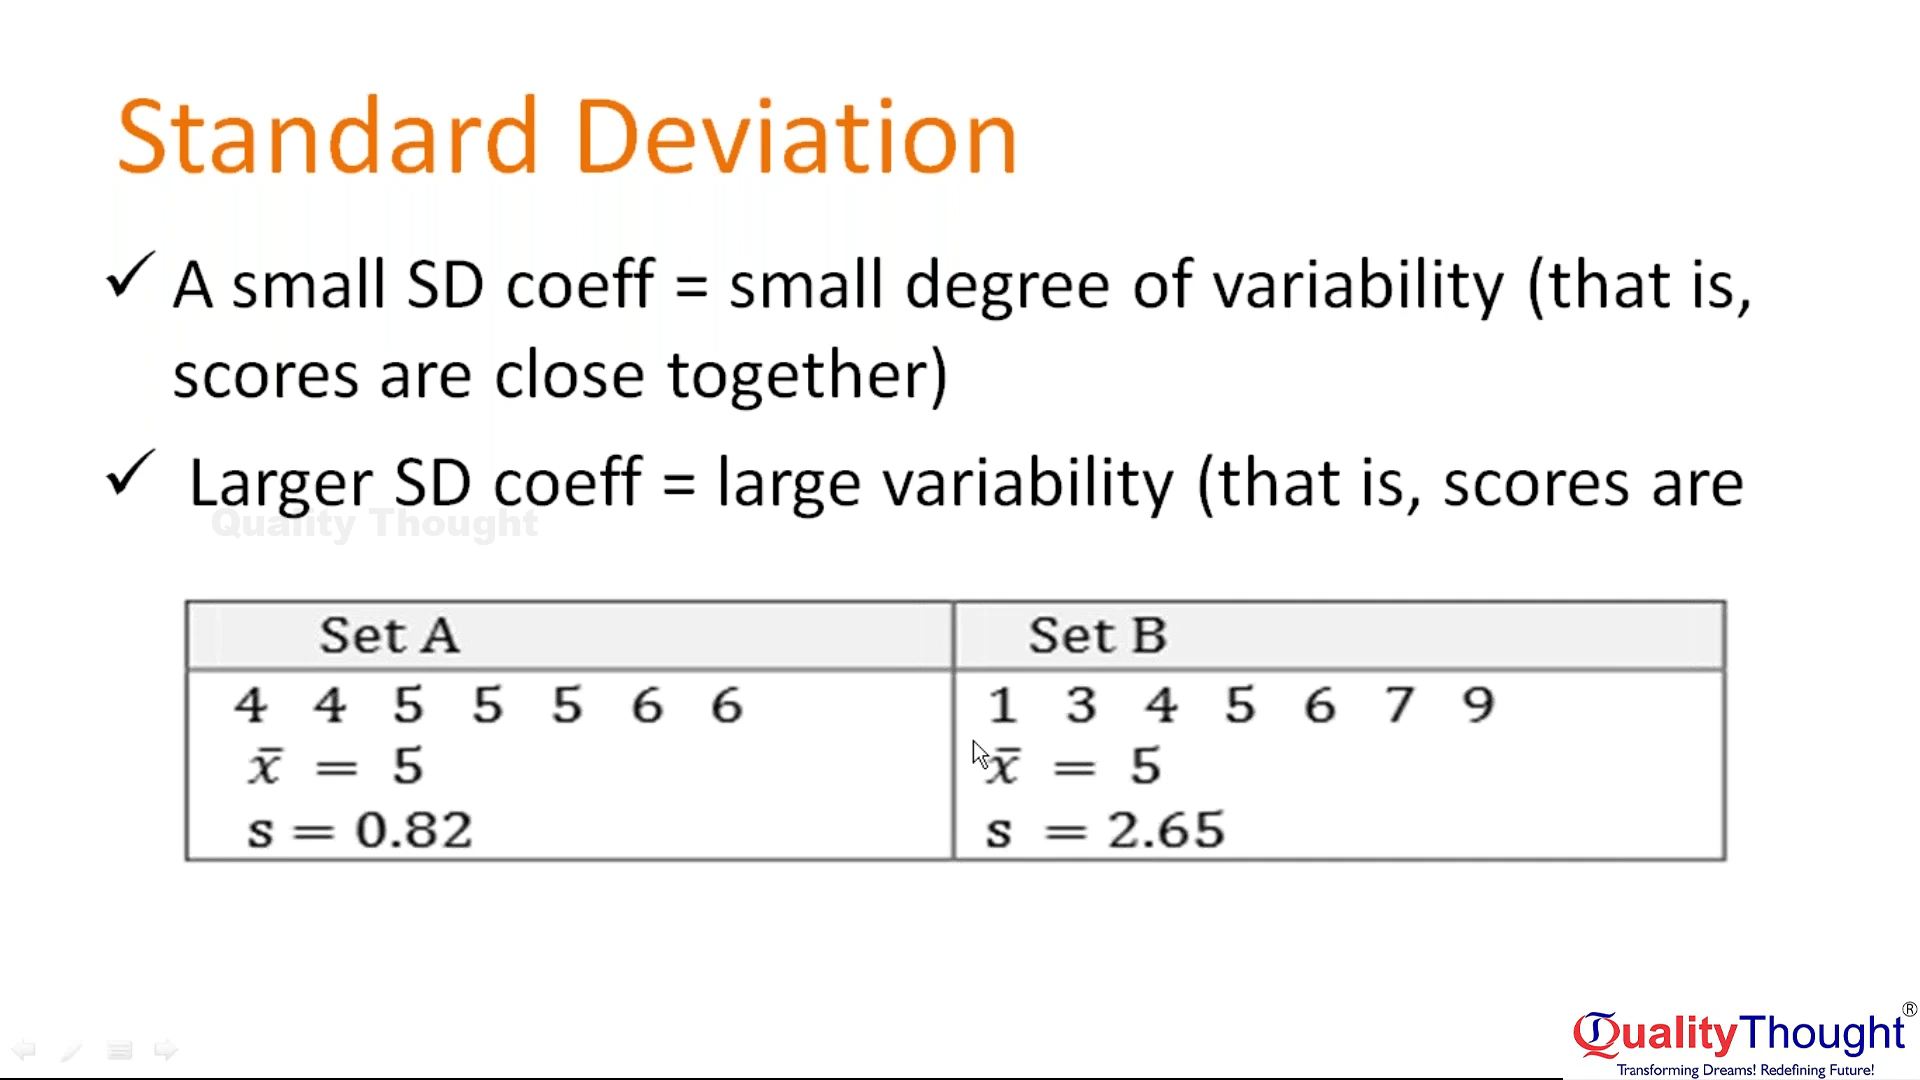 Standard Deviation
✓ A small SD coeff = small degree of variability (that is,
scores are close together)
✓ Larger SD coeff = large variability (that is, scores are
Quality Thought
Set A
Set B
4 4 5 5 5 6 6
x̄ = 5
s = 0.82
1 3 4 5 6 7 9
x̄ = 5
s = 2.65
QualityThought®
Transforming Dreams! Redefining Future!